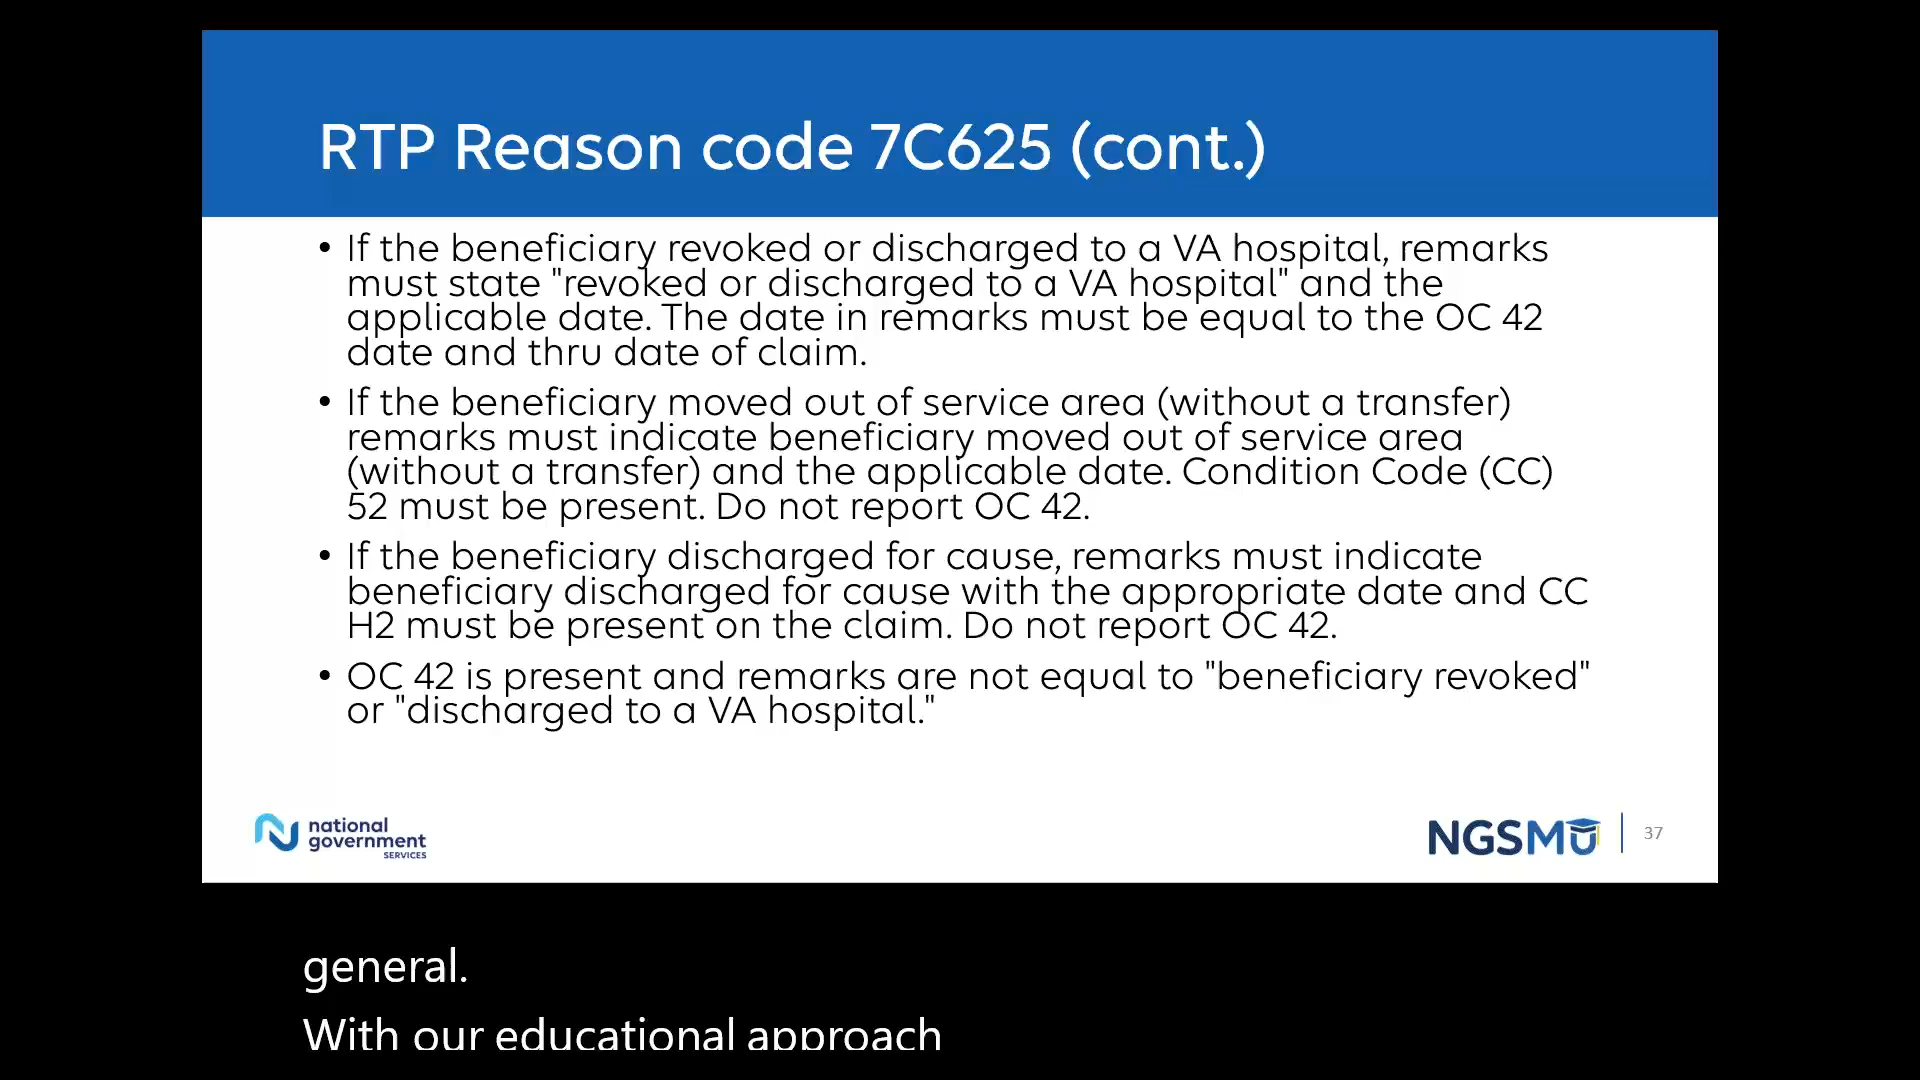 RTP Reason code 7C625 (cont.)
• If the beneficiary revoked or discharged to a VA hospital, remarks
must state "revoked or discharged to a VA hospital" and the
applicable date. The date in remarks must be equal to the OC 42
date and thru date of claim.
• If the beneficiary moved out of service area (without a transfer)
remarks must indicate beneficiary moved out of service area
(without a transfer) and the applicable date. Condition Code (CC)
52 must be present. Do not report OC 42.
• If the beneficiary discharged for cause, remarks must indicate
beneficiary discharged for cause with the appropriate date and CC
H2 must be present on the claim. Do not report OC 42.
• OC 42 is present and remarks are not equal to "beneficiary revoked"
or "discharged to a VA hospital."
national
government
SERVICES
NGSMU
37
general.
With our educational approach